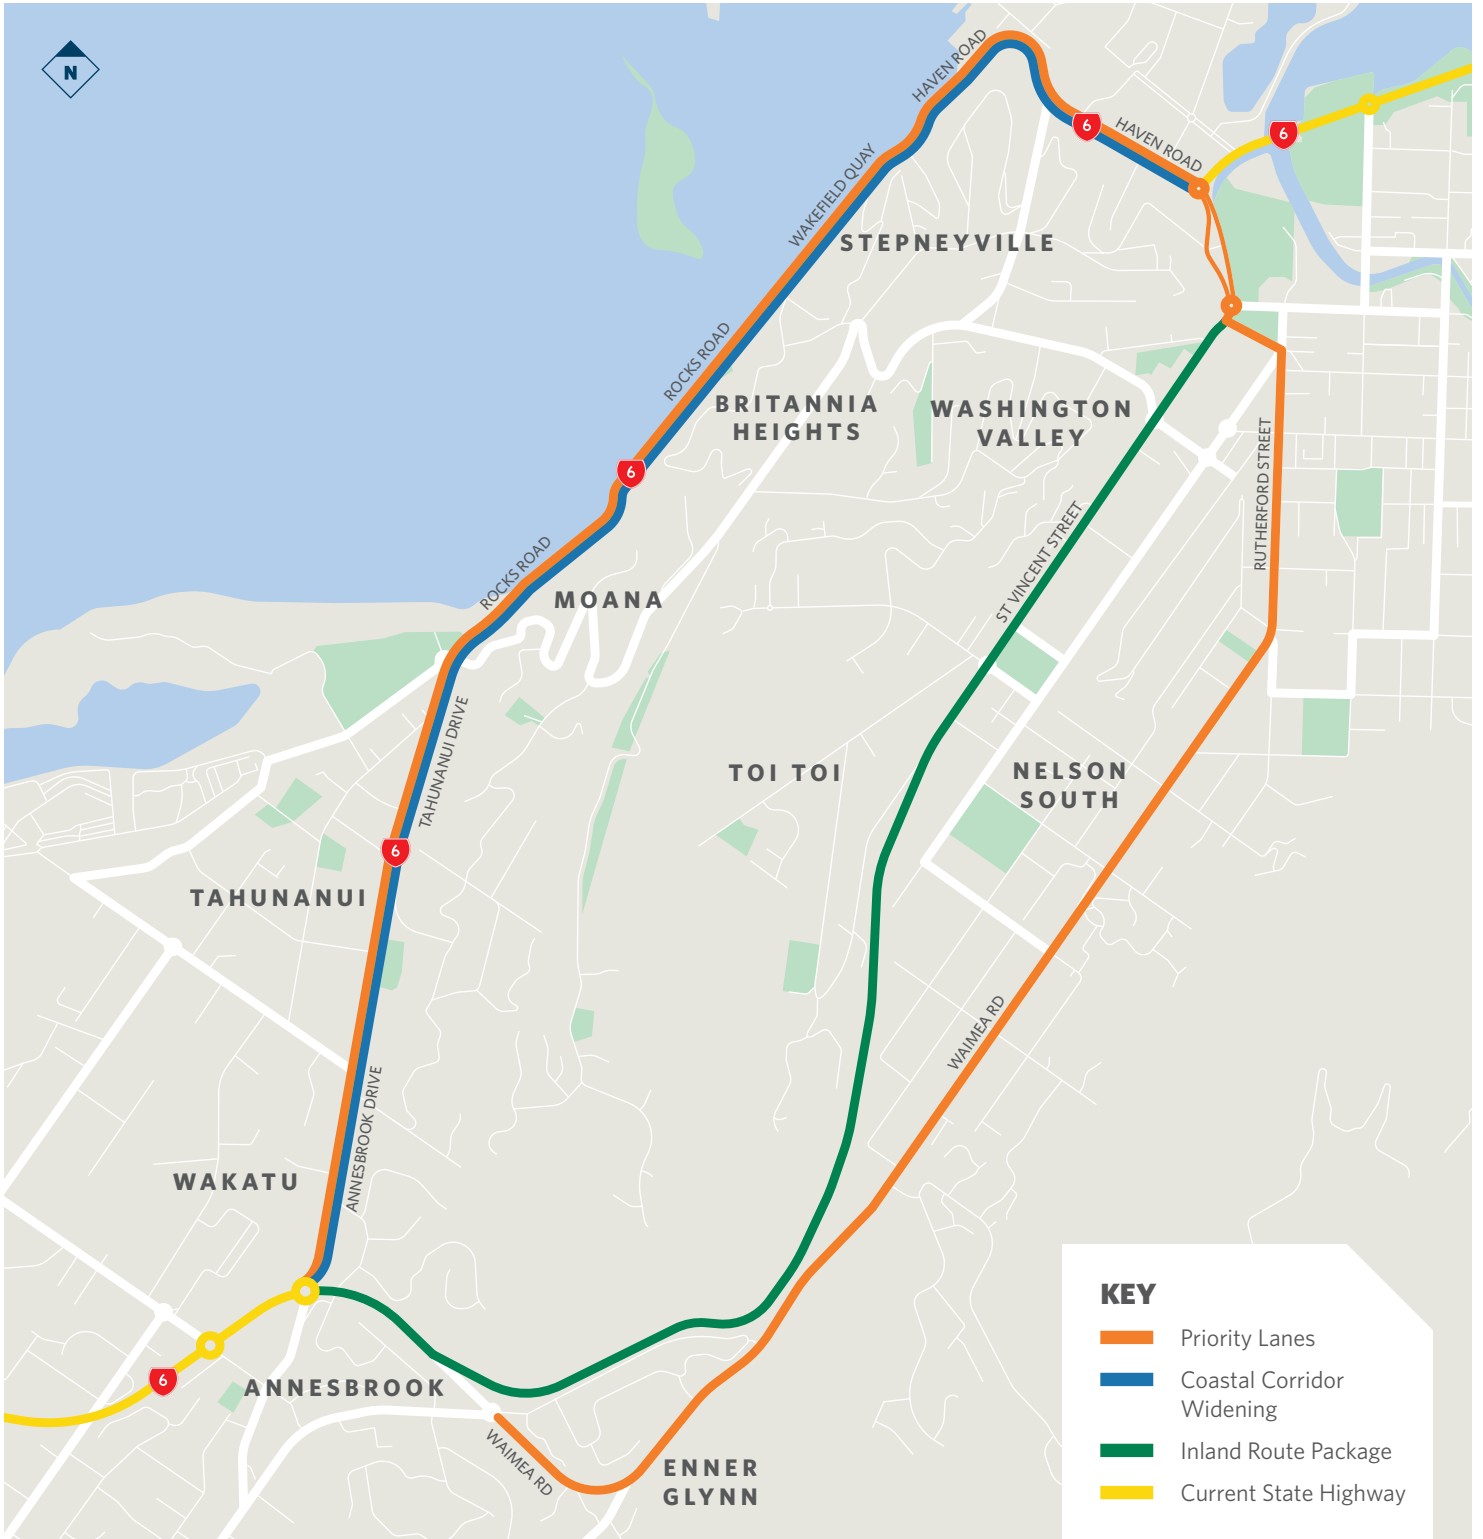 N
HAVEN ROAD
6
HAVEN ROAD
6
WAKEFIELD QUAY
STEPNEYVILLE
ROCKS ROAD
BRITANNIA
HEIGHTS
WASHINGTON
VALLEY
RUTHERFORD STREET
6
ROCKS ROAD
ST VINCENT STREET
MOANA
TAHUNANUI DRIVE
TOI TOI
NELSON
SOUTH
6
TAHUNANUI
WAIMEA RD
ANNESBROOK DRIVE
WAKATU
6
ANNESBROOK
WAIMEA RD
ENNER
GLYNN
KEY
Priority Lanes
Coastal Corridor
Widening
Inland Route Package
Current State Highway